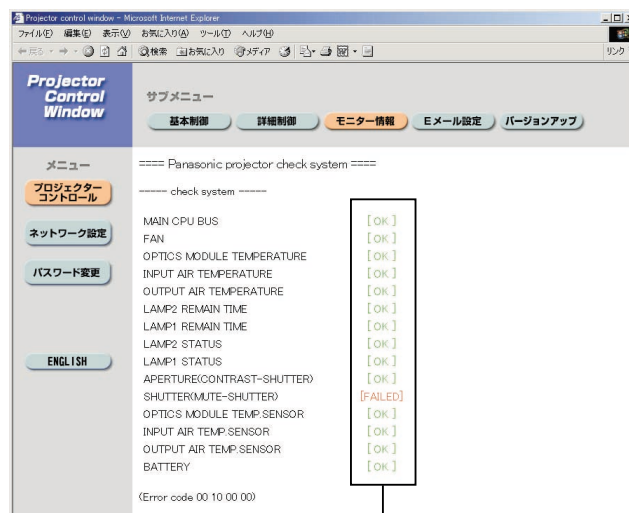 Projector control window - Microsoft Internet Explorer
ファイル(F) 編集(E) 表示(V) お気に入り(A) ツール(T) ヘルプ(H)
戻る 検索 お気に入り メディア リンク
Projector
Control
Window
サブメニュー
基本制御 詳細制御 モニター情報 Eメール設定 バージョンアップ
メニュー
プロジェクター
コントロール
ネットワーク設定
パスワード変更
ENGLISH
==== Panasonic projector check system ====
----- check system -----
MAIN CPU BUS [ OK ]
FAN [ OK ]
OPTICS MODULE TEMPERATURE [ OK ]
INPUT AIR TEMPERATURE [ OK ]
OUTPUT AIR TEMPERATURE [ OK ]
LAMP2 REMAIN TIME [ OK ]
LAMP1 REMAIN TIME [ OK ]
LAMP2 STATUS [ OK ]
LAMP1 STATUS [ OK ]
APERTURE(CONTRAST-SHUTTER) [ OK ]
SHUTTER(MUTE-SHUTTER) [FAILED]
OPTICS MODULE TEMP.SENSOR [ OK ]
INPUT AIR TEMP.SENSOR [ OK ]
OUTPUT AIR TEMP.SENSOR [ OK ]
BATTERY [ OK ]
(Error code 00 10 00 00)